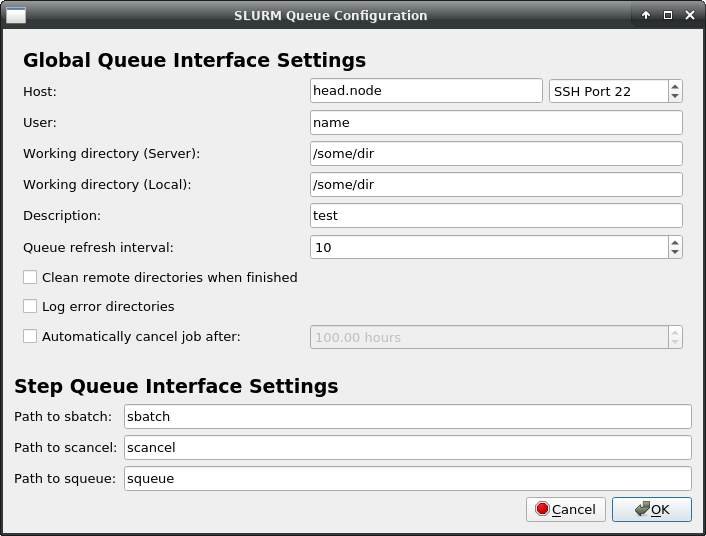 SLURM Queue Configuration
Global Queue Interface Settings
Host: head.node SSH Port 22
User: name
Working directory (Server): /some/dir
Working directory (Local): /some/dir
Description: test
Queue refresh interval: 10
Clean remote directories when finished
Log error directories
Automatically cancel job after: 100.00 hours
Step Queue Interface Settings
Path to sbatch: sbatch
Path to scancel: scancel
Path to squeue: squeue
Cancel OK